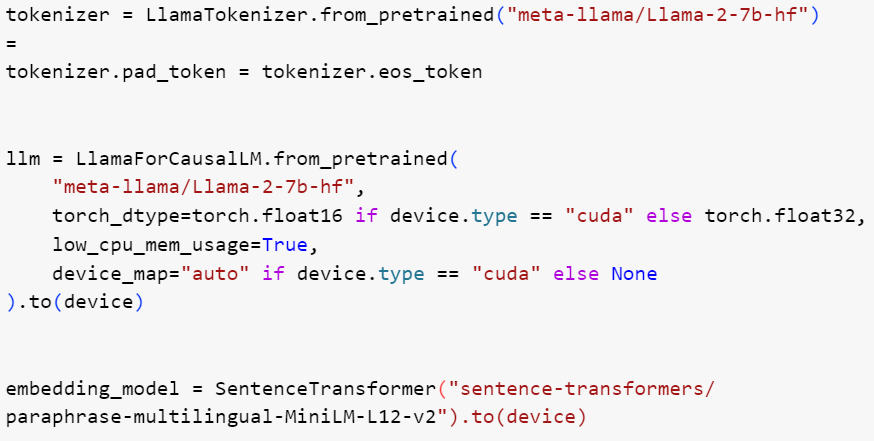 tokenizer = LlamaTokenizer.from_pretrained("meta-llama/Llama-2-7b-hf")
=
tokenizer.pad_token = tokenizer.eos_token
llm = LlamaForCausalLM.from_pretrained(
    "meta-llama/Llama-2-7b-hf",
    torch_dtype=torch.float16 if device.type == "cuda" else torch.float32,
    low_cpu_mem_usage=True,
    device_map="auto" if device.type == "cuda" else None
).to(device)
embedding_model = SentenceTransformer("sentence-transformers/
paraphrase-multilingual-MiniLM-L12-v2").to(device)